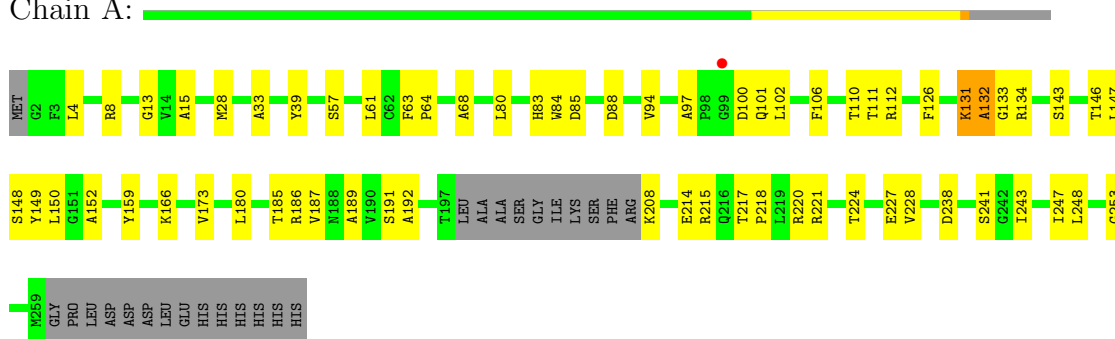 Chain A:
MET G2 F3 L4 R8 G13 V14 A15 M28 A33 Y39 S57 L61 C62 F63 P64 A68 L80 H83 W84 D85 D88 V94 A97 P98 G99 D100 Q101 L102 F106 T110 T111 R112 F126 K131 A132 G133 R134 S143 T146 L147
S148 Y149 L150 G151 A152 Y159 K166 V173 L180 T185 R186 V187 N188 A189 V190 S191 A192 T197 LEU ALA ALA SER GLY ILE LYS SER PHE ARG K208 E214 R215 Q216 T217 P218 L219 R220 R221 T224 E227 V228 D238 S241 G242 I243 I247 L248
M259 GLY PRO LEU ASP ASP ASP LEU GLU HIS HIS HIS HIS HIS HIS